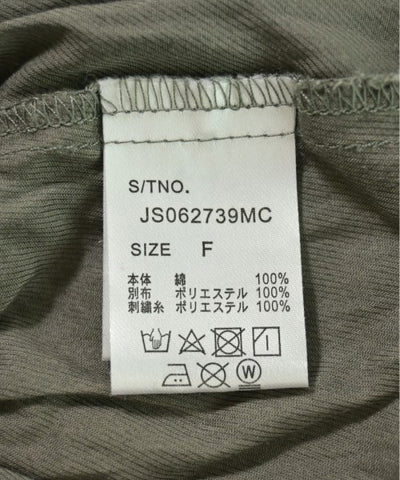 S/TNO.
JS062739MC
SIZE F
本体 綿 100%
別布 ポリエステル 100%
刺繍糸 ポリエステル 100%
W